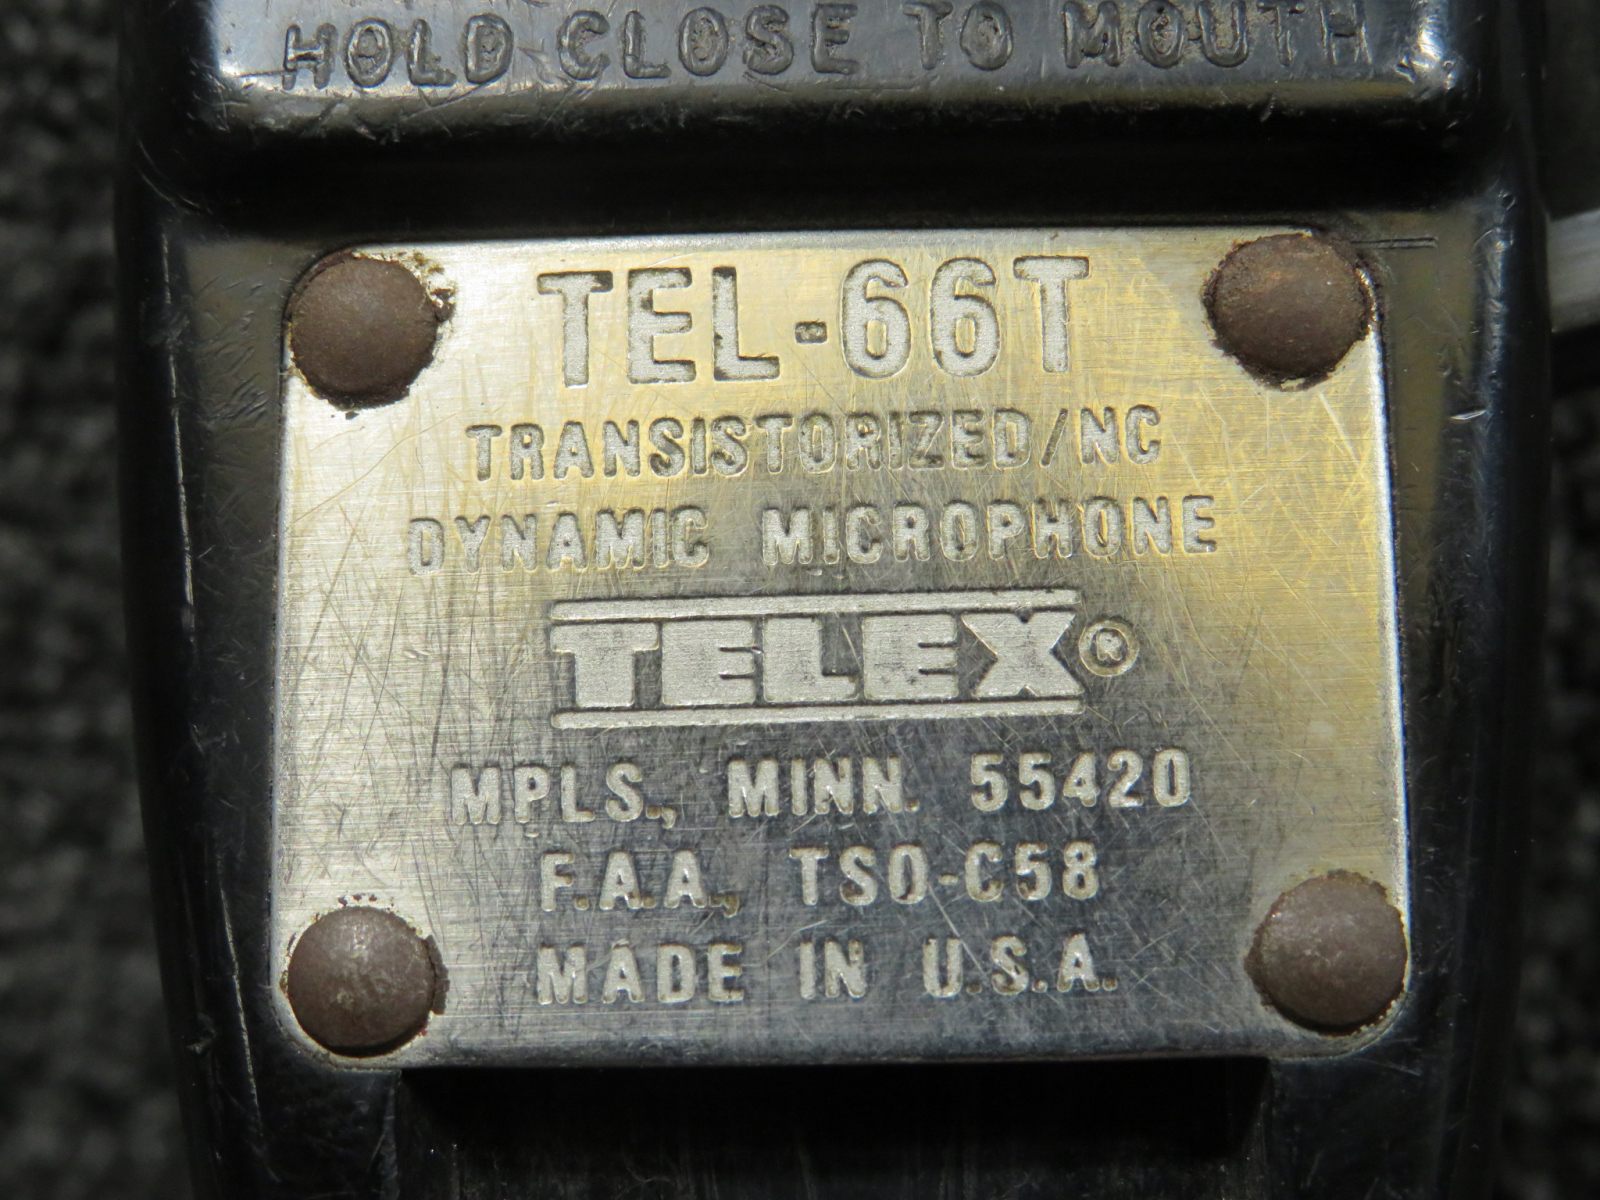 HOLD CLOSE TO MOUTH
TEL-66T
TRANSISTORIZED/NC
DYNAMIC MICROPHONE
TELEX®
MPLS., MINN. 55420
F.A.A., TSO-C58
MADE IN U.S.A.